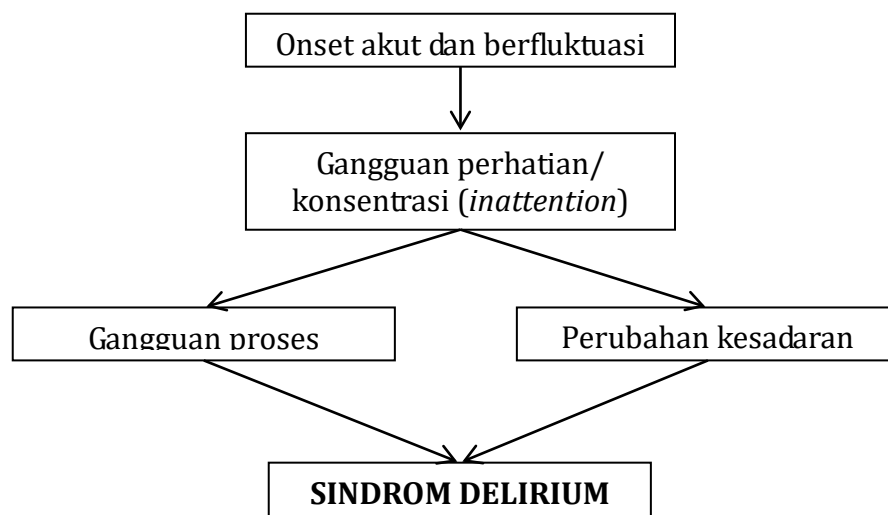 Onset akut dan berfluktuasi
Gangguan perhatian/
konsentrasi (inattention)
Gangguan proses
Perubahan kesadaran
SINDROM DELIRIUM